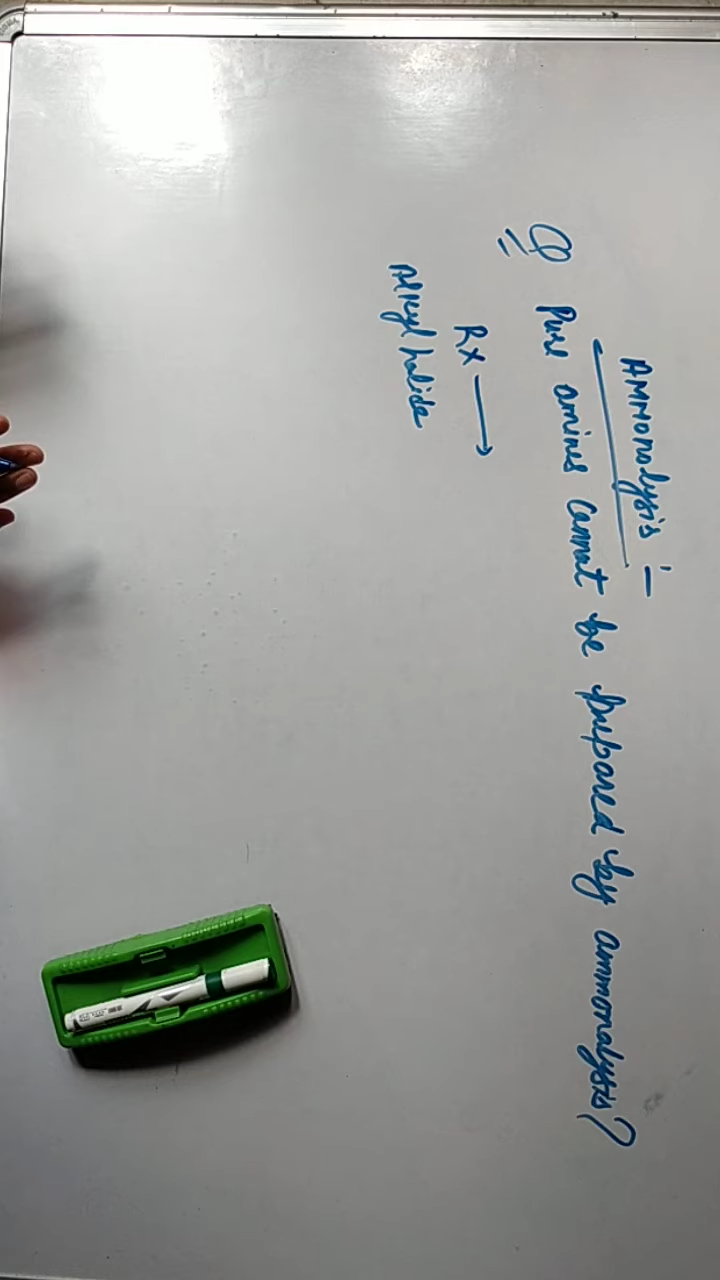 Ammonolysis :-
Q Pure amines cannot be prepared by ammonolysis?
RX →
Alkyl halide